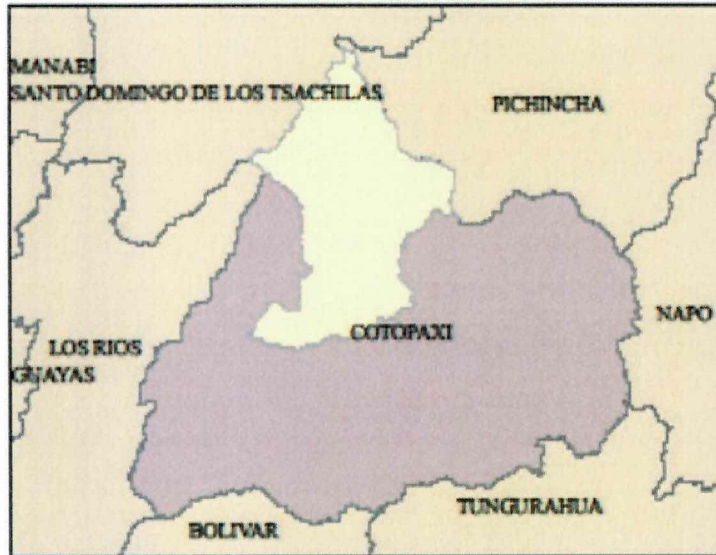 MANABI
SANTO DOMINGO DE LOS TSACHILAS
PICHINCHA
NAPO
COTOPAXI
LOS RIOS
GUAYAS
TUNGURAHUA
BOLIVAR